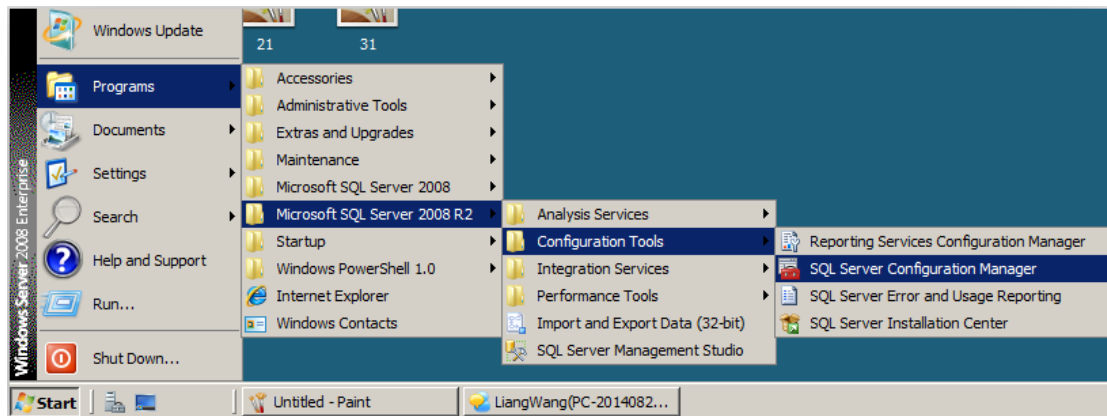 Windows Update
21
31
Programs
Documents
Settings
Search
Help and Support
Run...
Shut Down...
Windows Server 2008 Enterprise
Accessories
Administrative Tools
Extras and Upgrades
Maintenance
Microsoft SQL Server 2008
Microsoft SQL Server 2008 R2
Startup
Windows PowerShell 1.0
Internet Explorer
Windows Contacts
Analysis Services
Configuration Tools
Integration Services
Performance Tools
Import and Export Data (32-bit)
SQL Server Management Studio
Reporting Services Configuration Manager
SQL Server Configuration Manager
SQL Server Error and Usage Reporting
SQL Server Installation Center
Start
Untitled - Paint
LiangWang(PC-2014082...